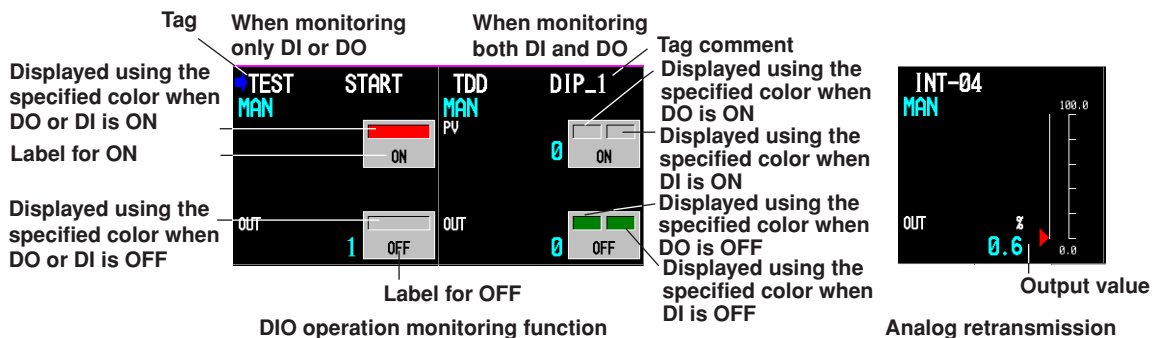 Tag
When monitoring
only DI or DO
When monitoring
both DI and DO
Tag comment
Displayed using the
specified color when
DO or DI is ON
Label for ON
Displayed using the
specified color when
DO or DI is OFF
TEST START
MAN
ON
OUT
1 OFF
TDD DIP_1
MAN
PV
0 ON
OUT
0 OFF
Displayed using the
specified color when
DO is ON
Displayed using the
specified color when
DI is ON
Displayed using the
specified color when
DO is OFF
Displayed using the
specified color when
DI is OFF
Label for OFF
DIO operation monitoring function
INT-04
MAN
100.0
OUT %
0.6 0.0
Output value
Analog retransmission